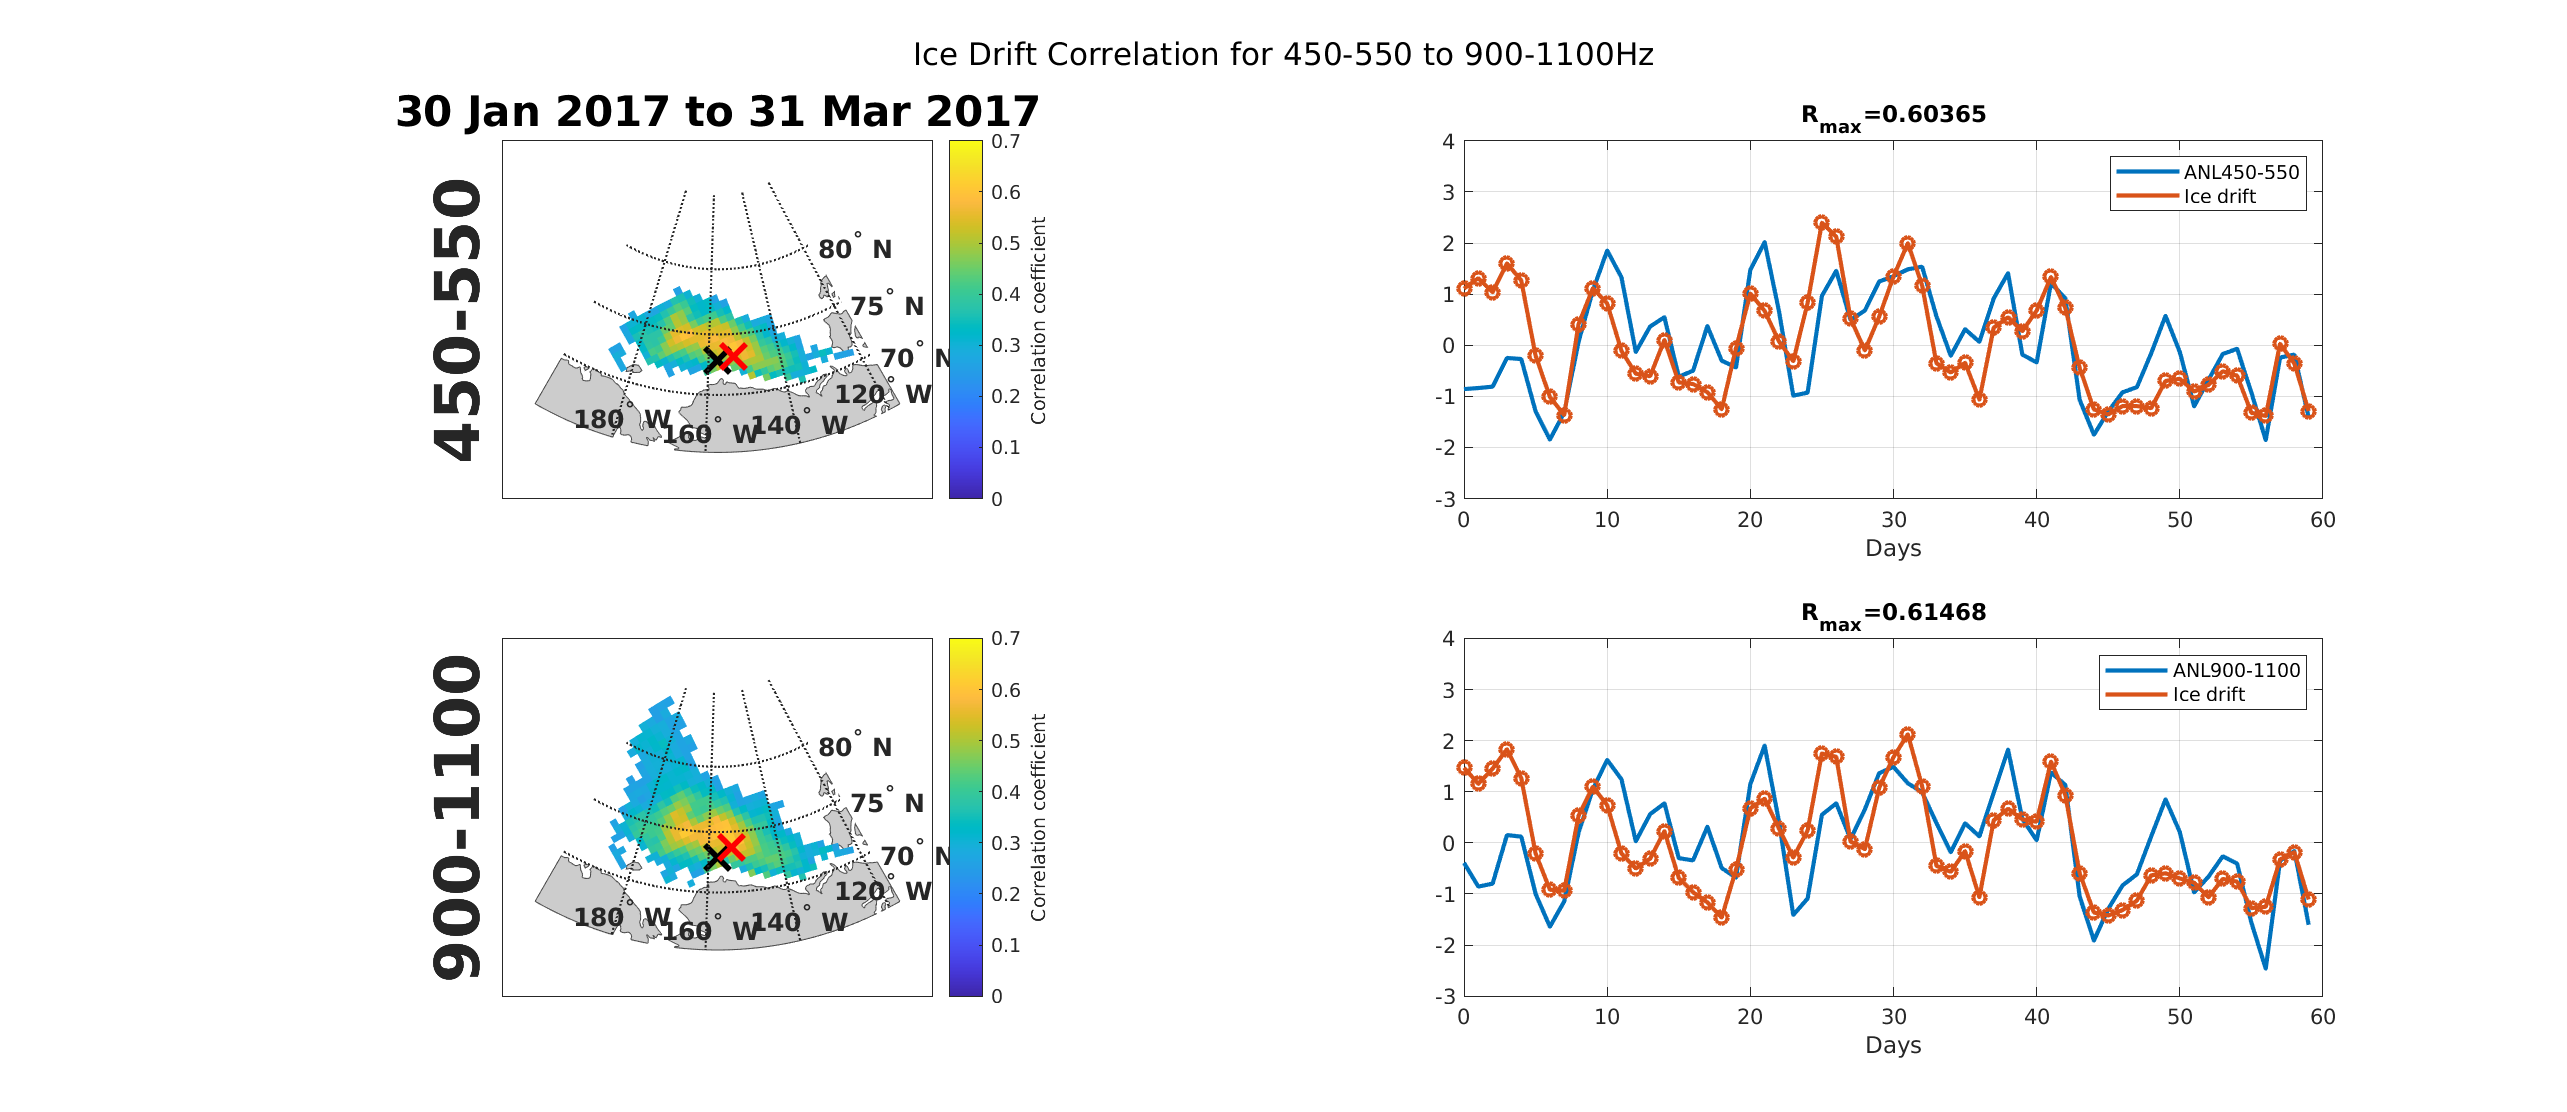 Ice Drift Correlation for 450-550 to 900-1100Hz
30 Jan 2017 to 31 Mar 2017
450-550
80° N
75° N
70° N
120° W
180° W
160° W
140° W
0.7
0.6
0.5
0.4
0.3
0.2
0.1
0
Correlation coefficient
Rmax=0.60365
4
3
2
1
0
-1
-2
-3
0 10 20 30 40 50 60
Days
ANL450-550
Ice drift
900-1100
80° N
75° N
70° N
120° W
180° W
160° W
140° W
0.7
0.6
0.5
0.4
0.3
0.2
0.1
0
Correlation coefficient
Rmax=0.61468
4
3
2
1
0
-1
-2
-3
0 10 20 30 40 50 60
Days
ANL900-1100
Ice drift